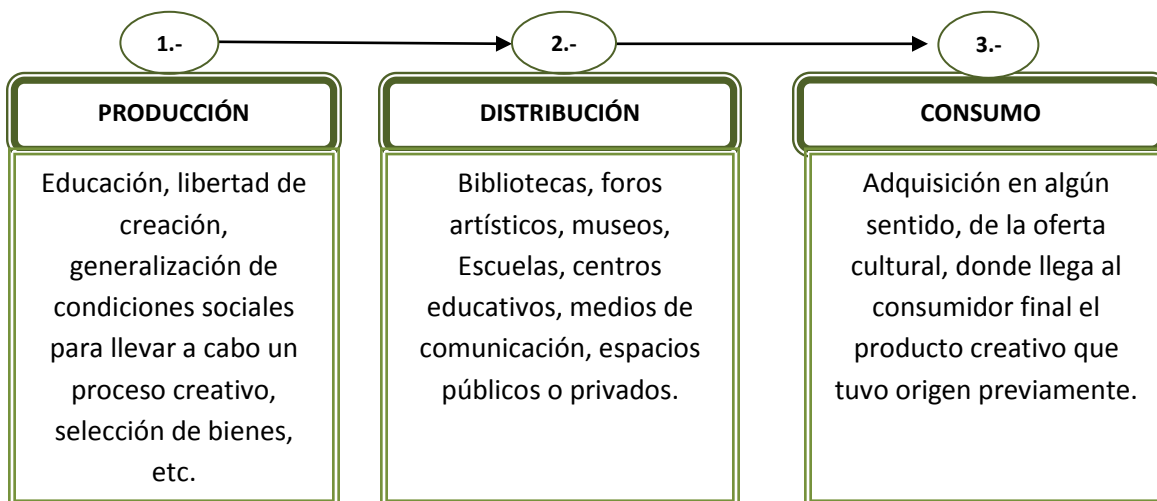 1.-
2.-
3.-
PRODUCCIÓN
Educación, libertad de
creación,
generalización de
condiciones sociales
para llevar a cabo un
proceso creativo,
selección de bienes,
etc.
DISTRIBUCIÓN
Bibliotecas, foros
artísticos, museos,
Escuelas, centros
educativos, medios de
comunicación, espacios
públicos o privados.
CONSUMO
Adquisición en algún
sentido, de la oferta
cultural, donde llega al
consumidor final el
producto creativo que
tuvo origen previamente.